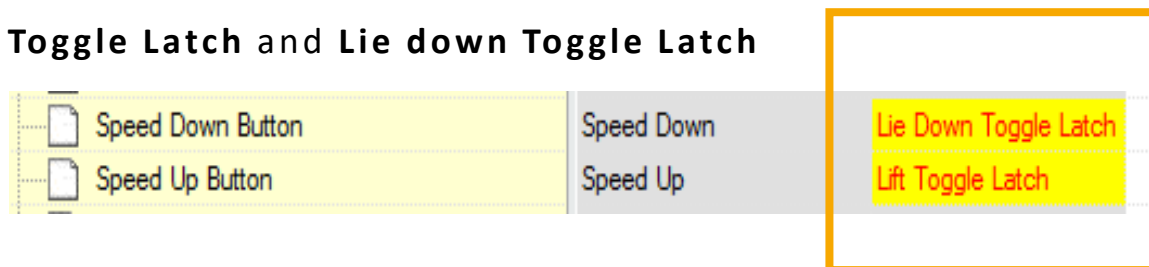 Toggle Latch and Lie down Toggle Latch
Speed Down Button Speed Down Lie Down Toggle Latch
Speed Up Button Speed Up Lift Toggle Latch